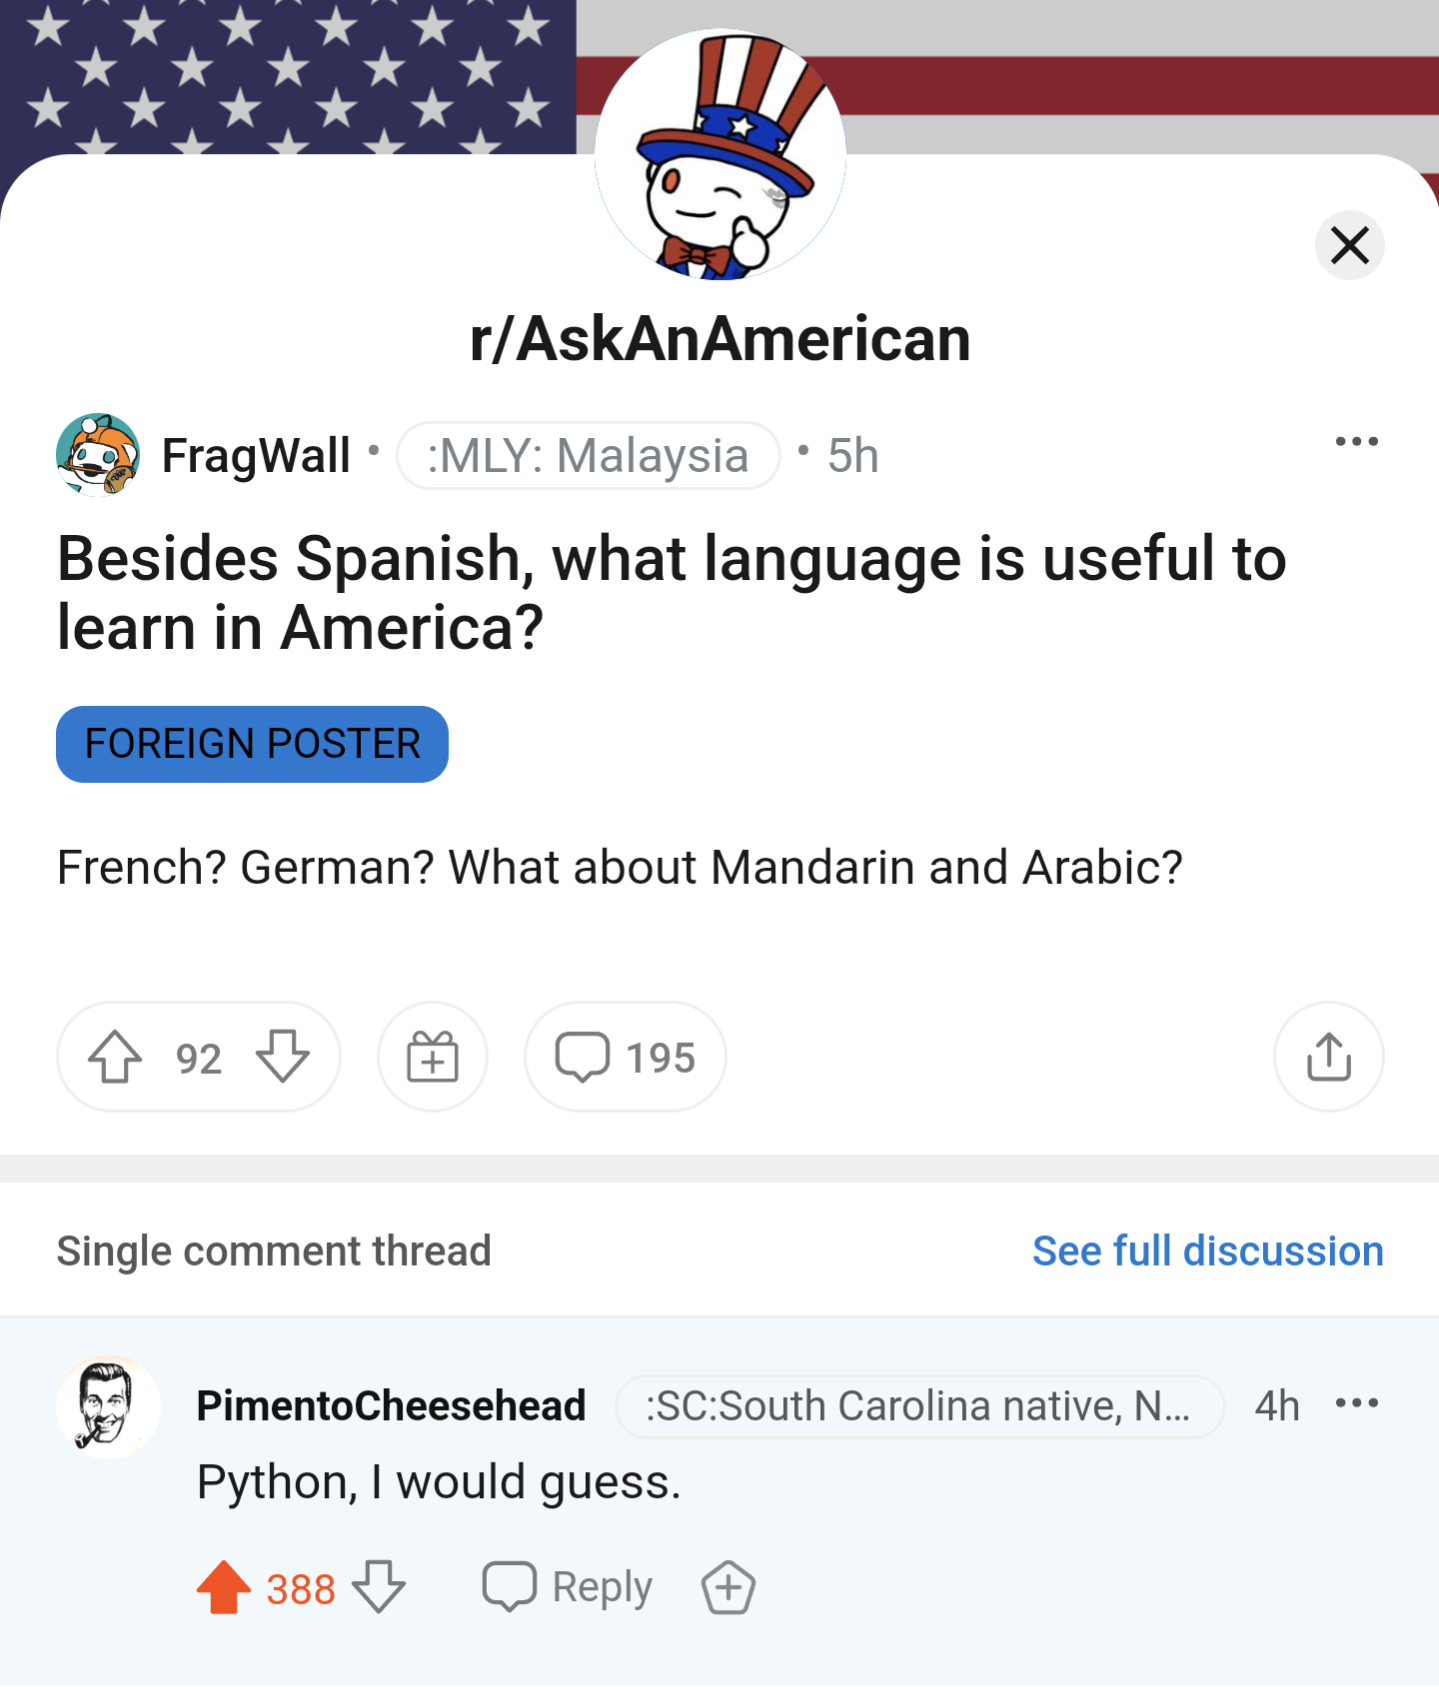 r/AskAnAmerican
FragWall • :MLY: Malaysia • 5h
Besides Spanish, what language is useful to
learn in America?
FOREIGN POSTER
French? German? What about Mandarin and Arabic?
92
195
Single comment thread
See full discussion
PimentoCheesehead :SC:South Carolina native, N... 4h
Python, I would guess.
388
Reply